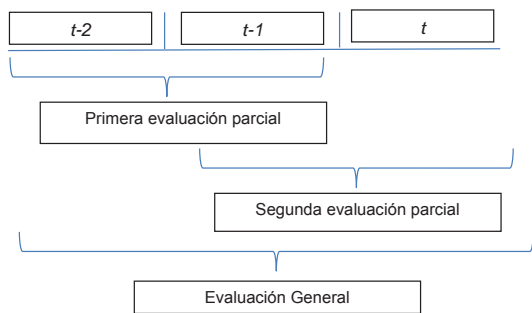 t-2 t-1 t
Primera evaluación parcial
Segunda evaluación parcial
Evaluación General